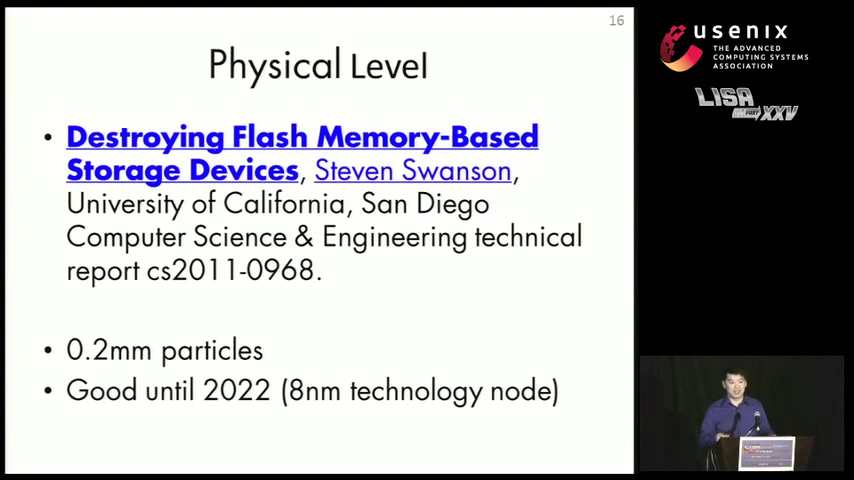 16
Physical Level
• Destroying Flash Memory-Based
Storage Devices, Steven Swanson,
University of California, San Diego
Computer Science & Engineering technical
report cs2011-0968.
• 0.2mm particles
• Good until 2022 (8nm technology node)
usenix
THE ADVANCED
COMPUTING SYSTEMS
ASSOCIATION
LISA
PART XXV